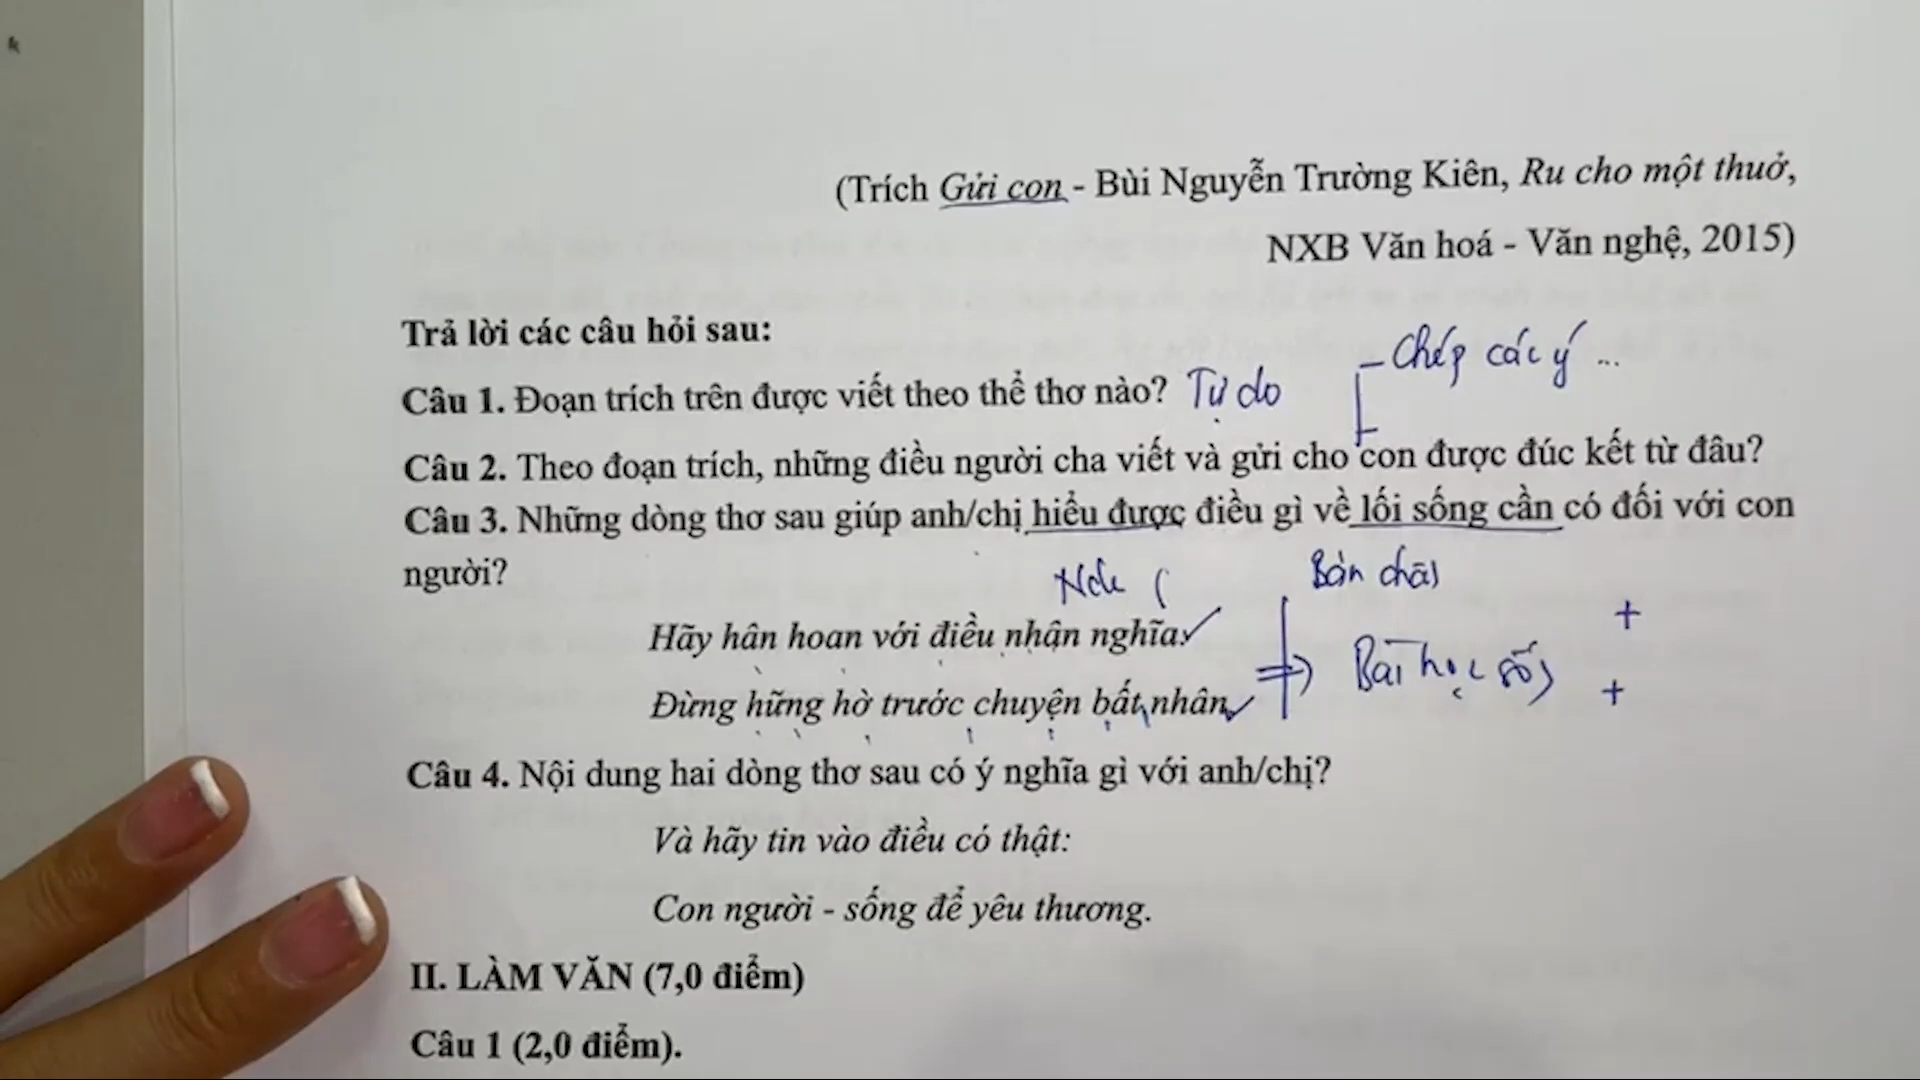 (Trích Gửi con - Bùi Nguyễn Trường Kiên, Ru cho một thuở,
NXB Văn hoá - Văn nghệ, 2015)
Trả lời các câu hỏi sau:
Chép các ý ...
Câu 1. Đoạn trích trên được viết theo thể thơ nào? Tự do
Câu 2. Theo đoạn trích, những điều người cha viết và gửi cho con được đúc kết từ đâu?
Câu 3. Những dòng thơ sau giúp anh/chị hiểu được điều gì về lối sống cần có đối với con
người?
Bản chất
Hãy hân hoan với điều nhận nghĩa.
Bài học sống
Đừng hững hờ trước chuyện bất nhân.
Câu 4. Nội dung hai dòng thơ sau có ý nghĩa gì với anh/chị?
Và hãy tin vào điều có thật:
Con người - sống để yêu thương.
II. LÀM VĂN (7,0 điểm)
Câu 1 (2,0 điểm).